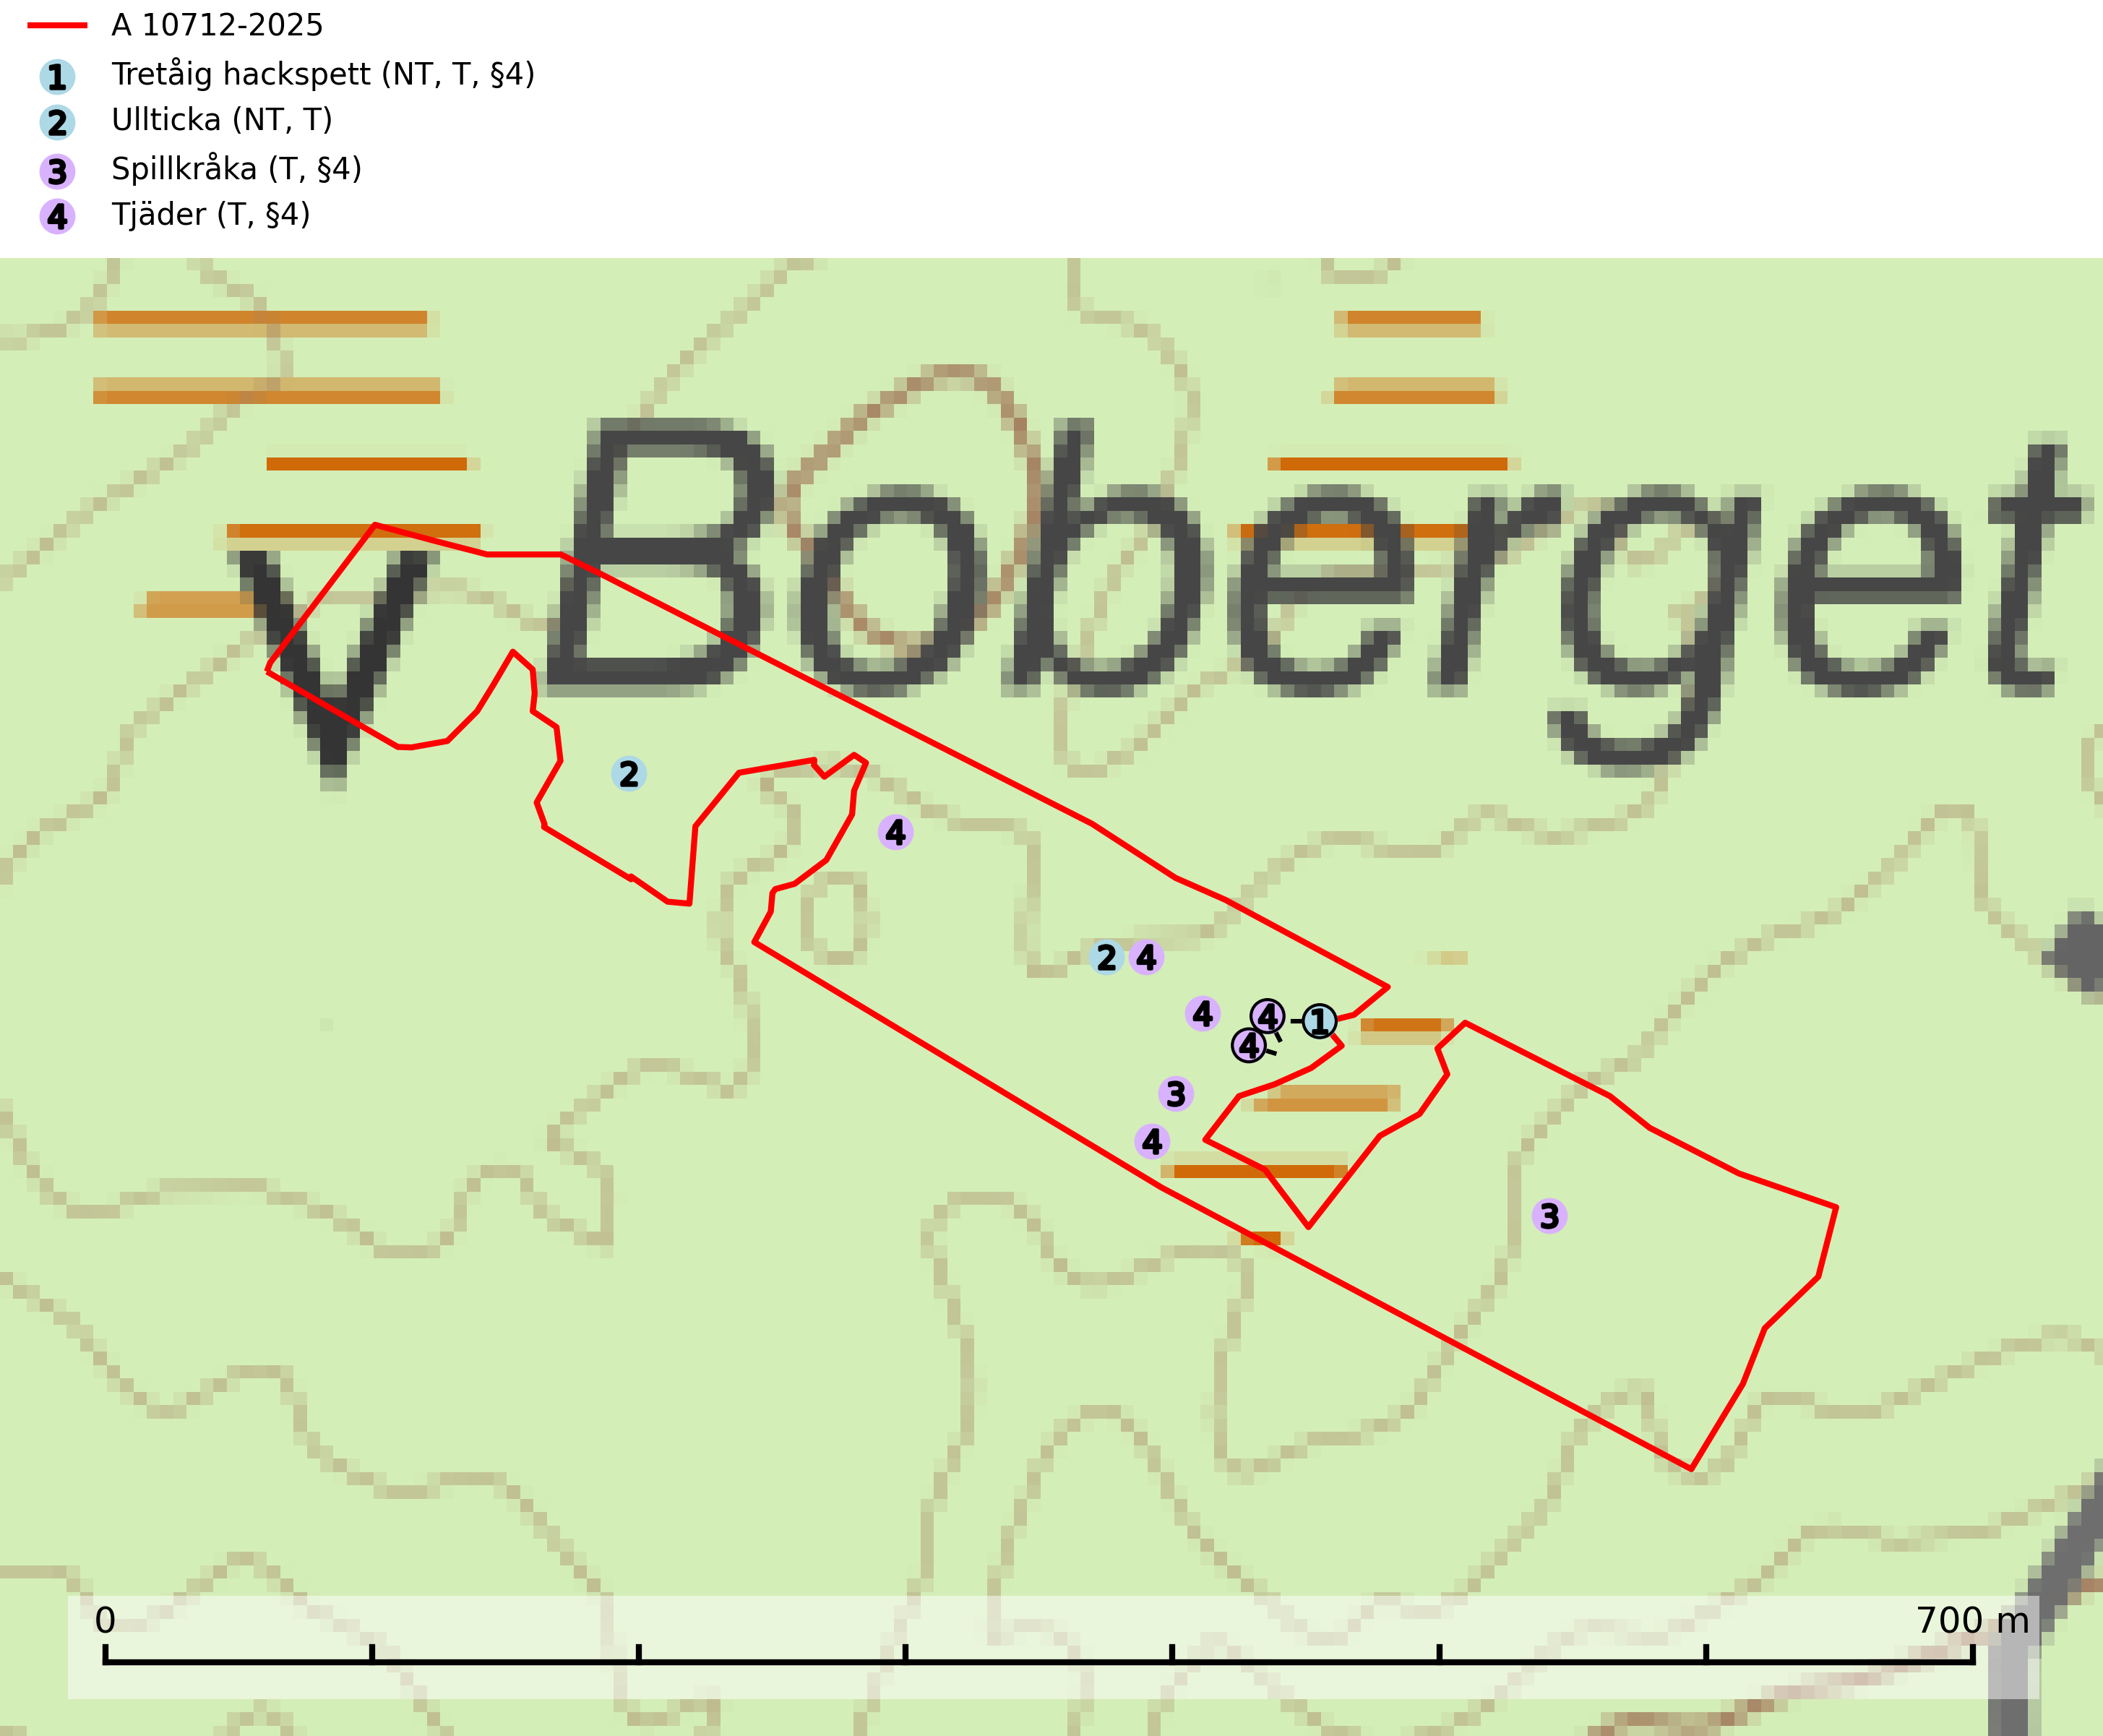 A 10712-2025
1 Tretåig hackspett (NT, T, §4)
2 Ullticka (NT, T)
3 Spillkråka (T, §4)
4 Tjäder (T, §4)
V Boberget
2
4
2 4
4 4 1
4
3
4
3
0 700 m